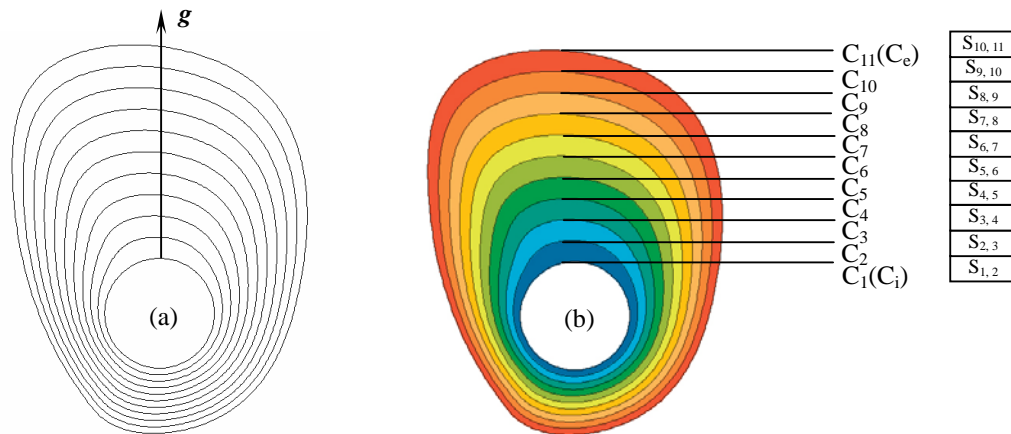 g
(a)
(b)
C11(Ce)
C10
C9
C8
C7
C6
C5
C4
C3
C2
C1(Ci)
S10, 11
S9, 10
S8, 9
S7, 8
S6, 7
S5, 6
S4, 5
S3, 4
S2, 3
S1, 2